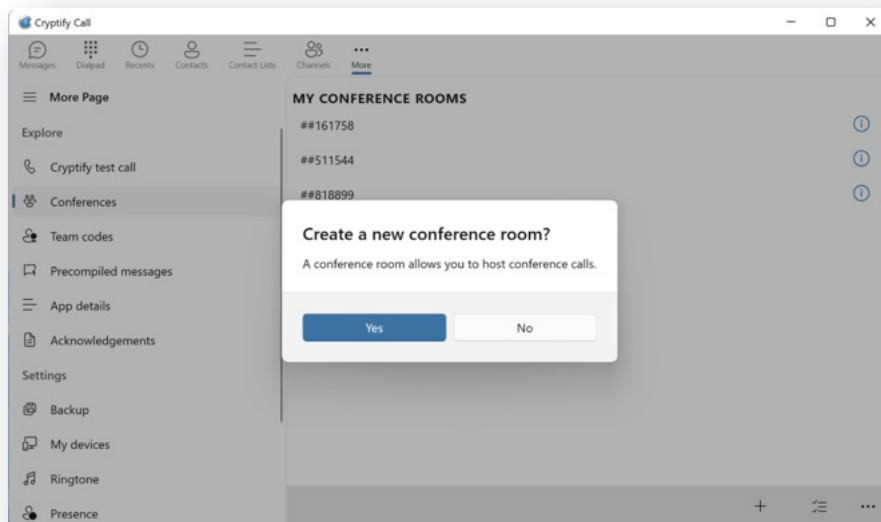 Cryptify Call
Messages Dialpad Recents Contacts Contact Lists Channels More
More Page
Explore
Cryptify test call
Conferences
Team codes
Precompiled messages
App details
Acknowledgements
Settings
Backup
My devices
Ringtone
Presence
MY CONFERENCE ROOMS
##161758
##511544
##818899
Create a new conference room?
A conference room allows you to host conference calls.
Yes No